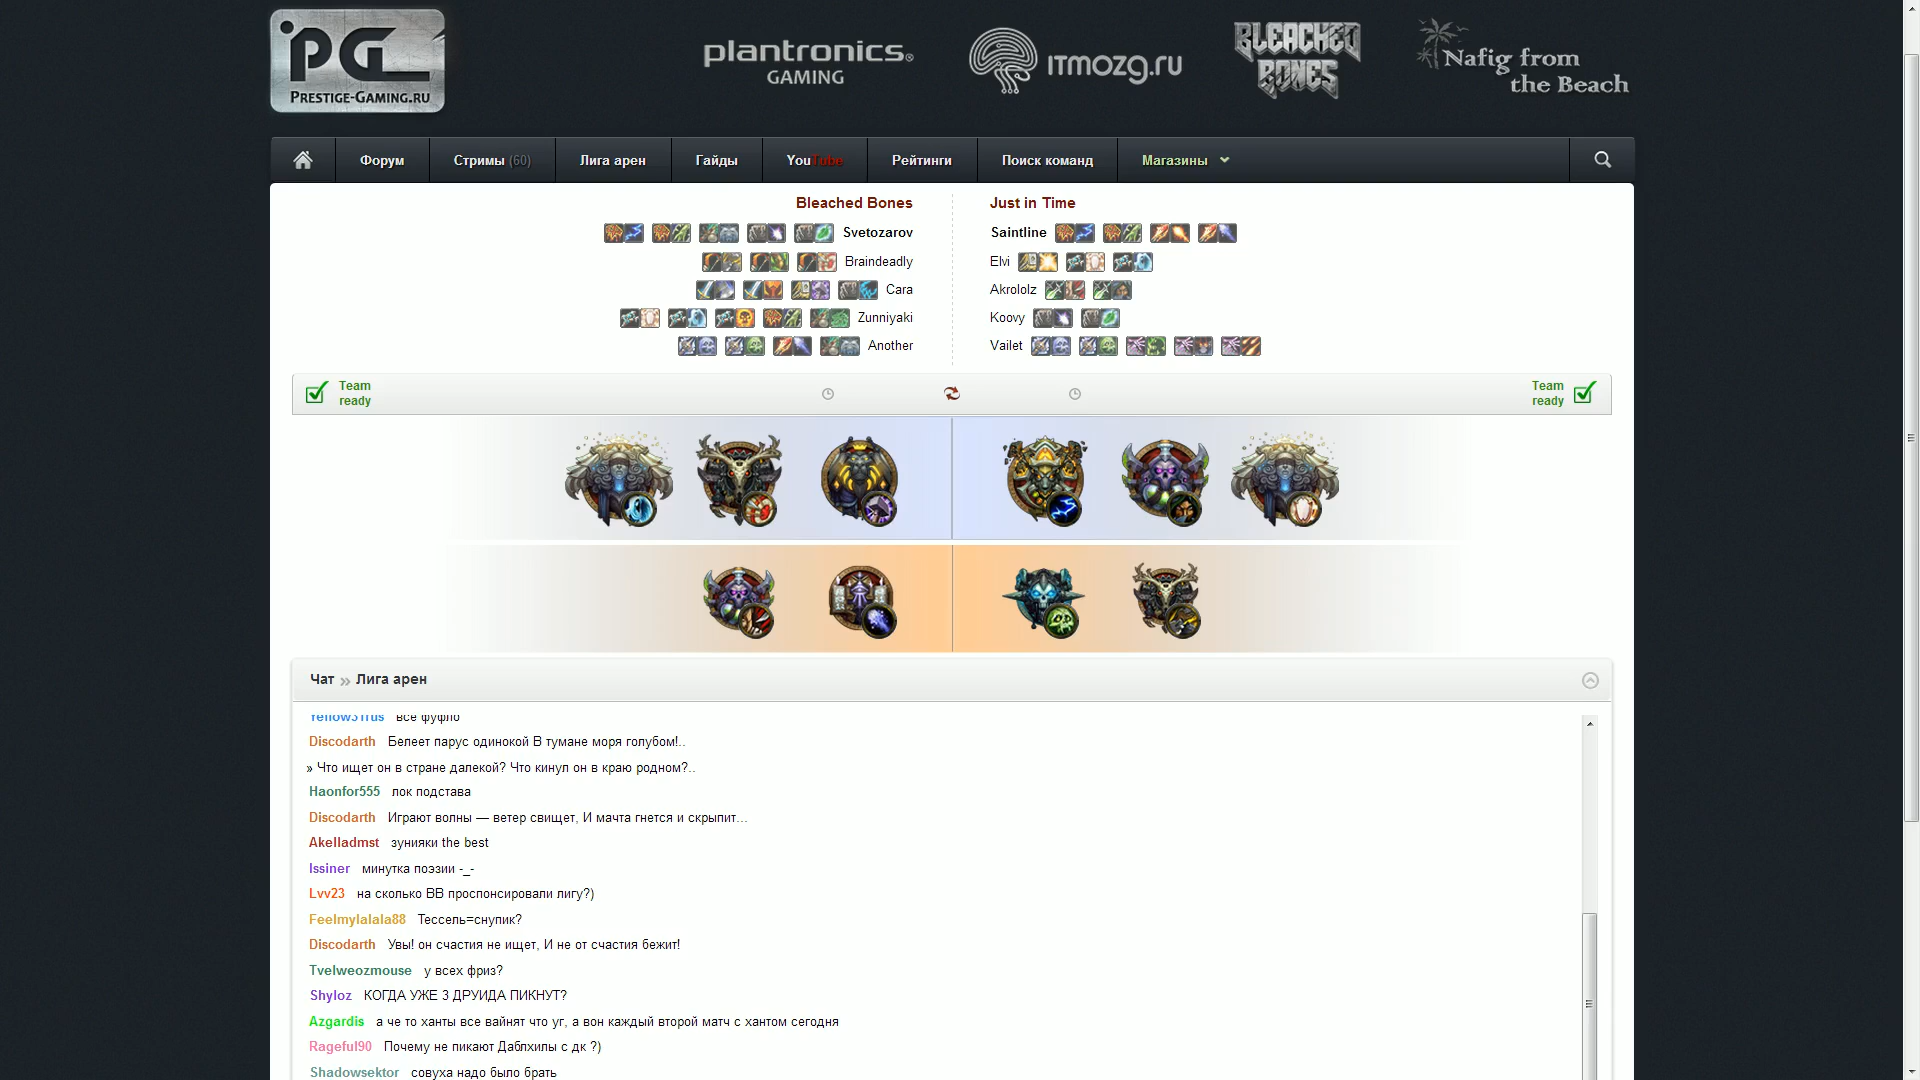 PG
PRESTIGE-GAMING.RU
plantronics®
GAMING
ITMOZG.RU
BLEACHED
BONES
Nafig from
the Beach
Форум
Стримы (60)
Лига арен
Гайды
YouTube
Рейтинги
Поиск команд
Магазины
Bleached Bones
Just in Time
Svetozarov
Saintline
Braindeadly
Elvi
Cara
Akrololz
Zunniyaki
Koovy
Another
Vailet
Team
ready
Team
ready
Чат » Лига арен
Yellow31rus все фуфло
Discodarth Белеет парус одинокой В тумане моря голубом!..
» Что ищет он в стране далекой? Что кинул он в краю родном?..
Haonfor555 лок подстава
Discodarth Играют волны — ветер свищет, И мачта гнется и скрыпит...
Akelladmst зунияки the best
Issiner минутка поэзии -_-
Lvv23 на сколько ВВ проспонсировали лигу?)
Feelmylalala88 Тессель=снупик?
Discodarth Увы! он счастия не ищет, И не от счастия бежит!
Tvelweozmouse у всех фриз?
Shyloz КОГДА УЖЕ 3 ДРУИДА ПИКНУТ?
Azgardis а че то ханты все вайнят что уг, а вон каждый второй матч с хантом сегодня
Rageful90 Почему не пикают Даблхилы с дк ?)
Shadowsektor совуха надо было брать